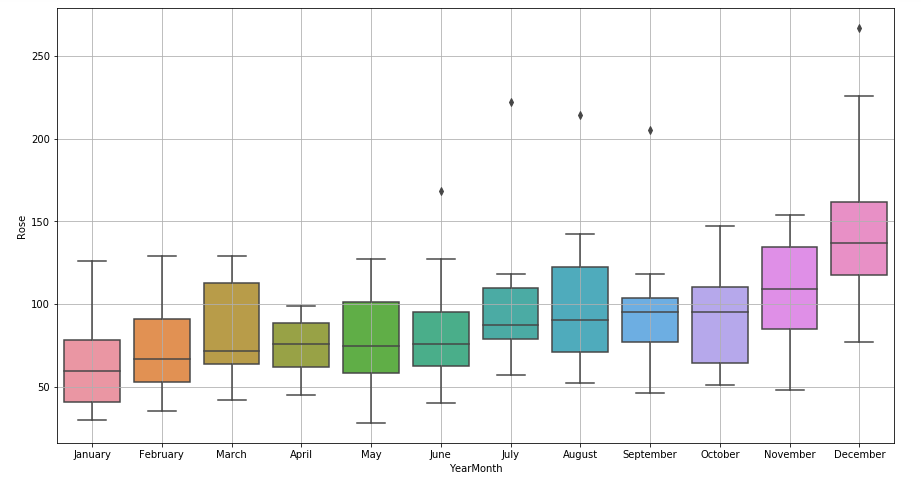 250
200
150
100
50
Rose
January February March April May June July August September October November December
YearMonth